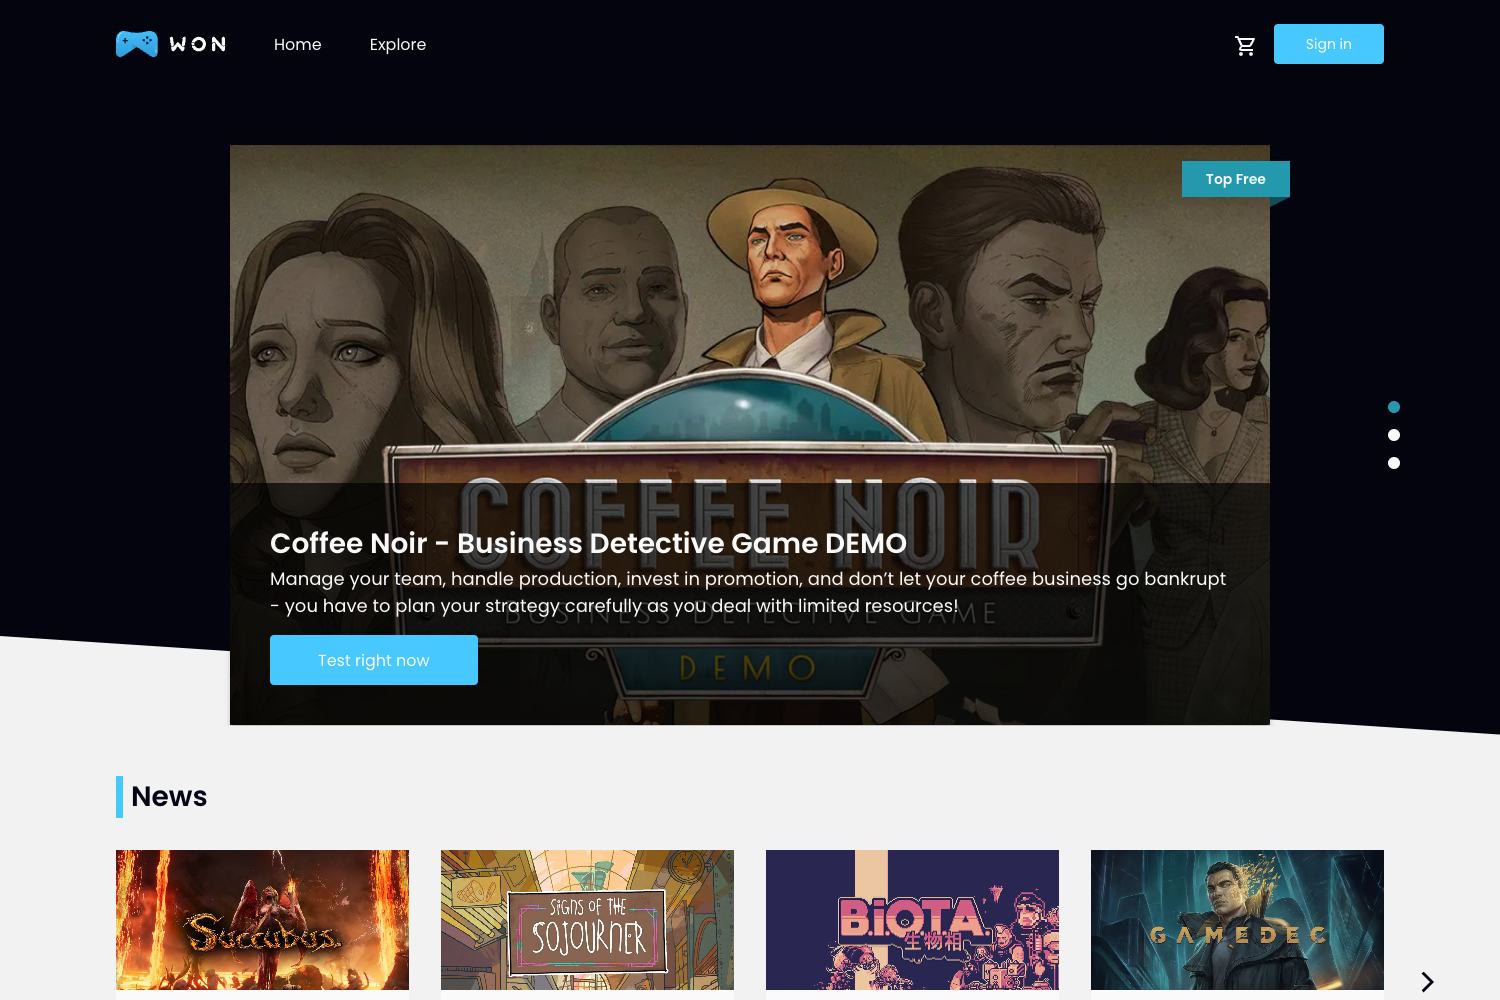 WON
Home
Explore
Sign in
Top Free
COFFEE NOIR
Coffee Noir - Business Detective Game DEMO
Manage your team, handle production, invest in promotion, and don’t let your coffee business go bankrupt
- you have to plan your strategy carefully as you deal with limited resources!
BUSINESS DETECTIVE GAME
Test right now
DEMO
News
Succubus
SIGNS OF THE
SOJOURNER
B.I.O.T.A.
生物相
GAMEDEC